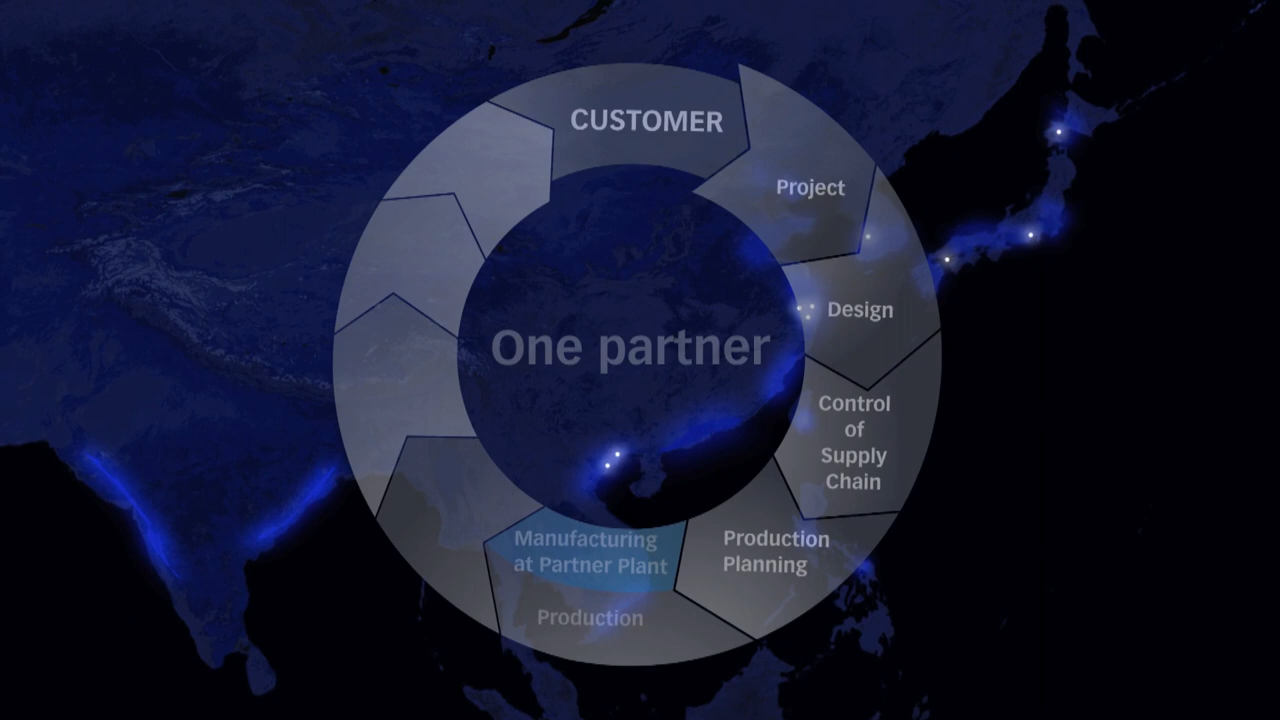 CUSTOMER
Project
Design
One partner
Control
of
Supply
Chain
Production
Planning
Manufacturing
at Partner Plant
Production